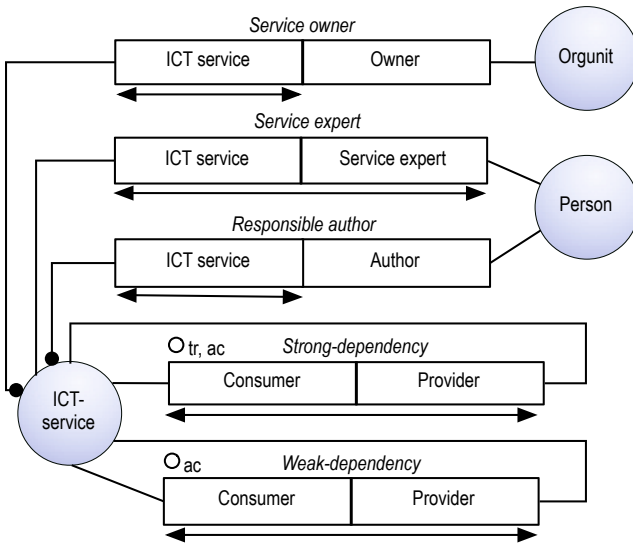 Service owner
ICT service Owner
Orgunit
Service expert
ICT service Service expert
Person
Responsible author
ICT service Author
tr, ac Strong-dependency
Consumer Provider
ICT-
service
ac Weak-dependency
Consumer Provider